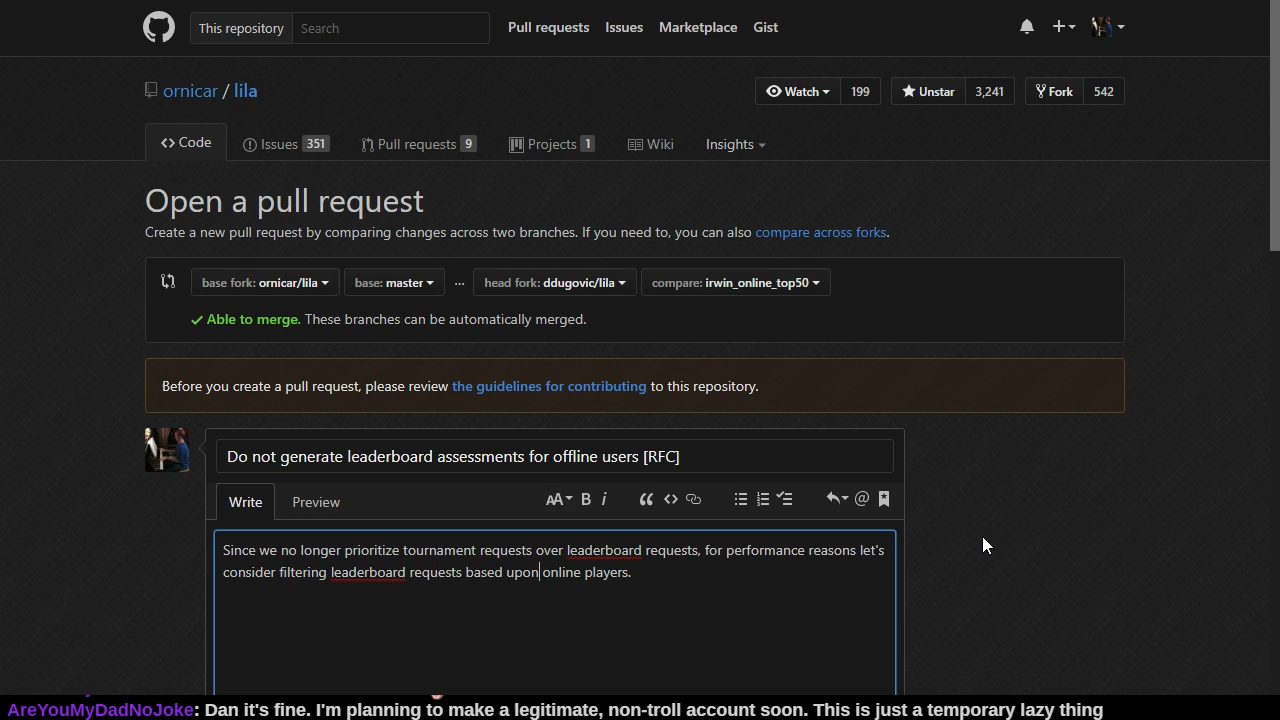 This repository Search Pull requests Issues Marketplace Gist
ornicar / lila Watch 199 Unstar 3,241 Fork 542
Code Issues 351 Pull requests 9 Projects 1 Wiki Insights
Open a pull request
Create a new pull request by comparing changes across two branches. If you need to, you can also compare across forks.
base fork: ornicar/lila base: master ... head fork: ddugovic/lila compare: irwin_online_top50
Able to merge. These branches can be automatically merged.
Before you create a pull request, please review the guidelines for contributing to this repository.
Do not generate leaderboard assessments for offline users [RFC]
Write Preview AA B i
Since we no longer prioritize tournament requests over leaderboard requests, for performance reasons let's
consider filtering leaderboard requests based upon online players.
AreYouMyDadNoJoke: Dan it's fine. I'm planning to make a legitimate, non-troll account soon. This is just a temporary lazy thing